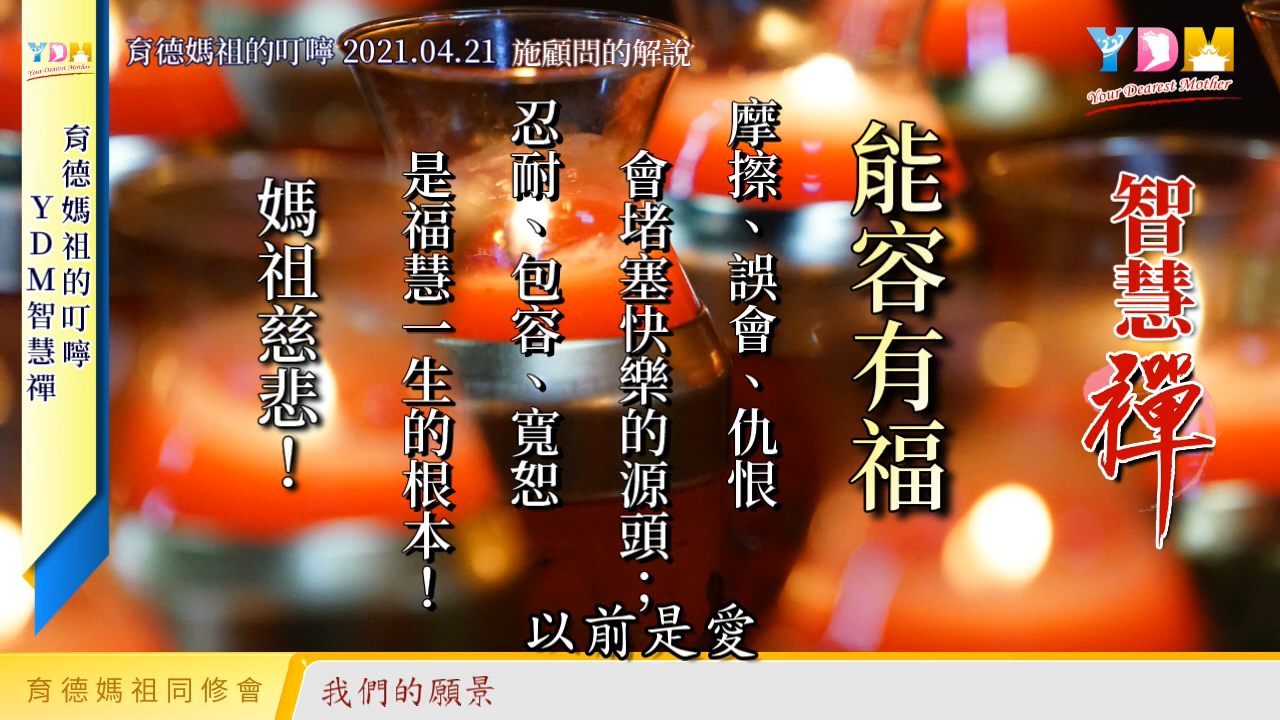 育德媽祖的叮嚀 2021.04.21 施顧問的解說
YDM
Your Dearest Mother
智慧禪
能容有福
摩擦、誤會、仇恨
會堵塞快樂的源頭；
忍耐、包容、寬恕
是福慧一生的根本！
媽祖慈悲！
YDM
Your Dearest Mother
育德媽祖的叮嚀
YDM智慧禪
以前是愛
育德媽祖同修會
我們的願景